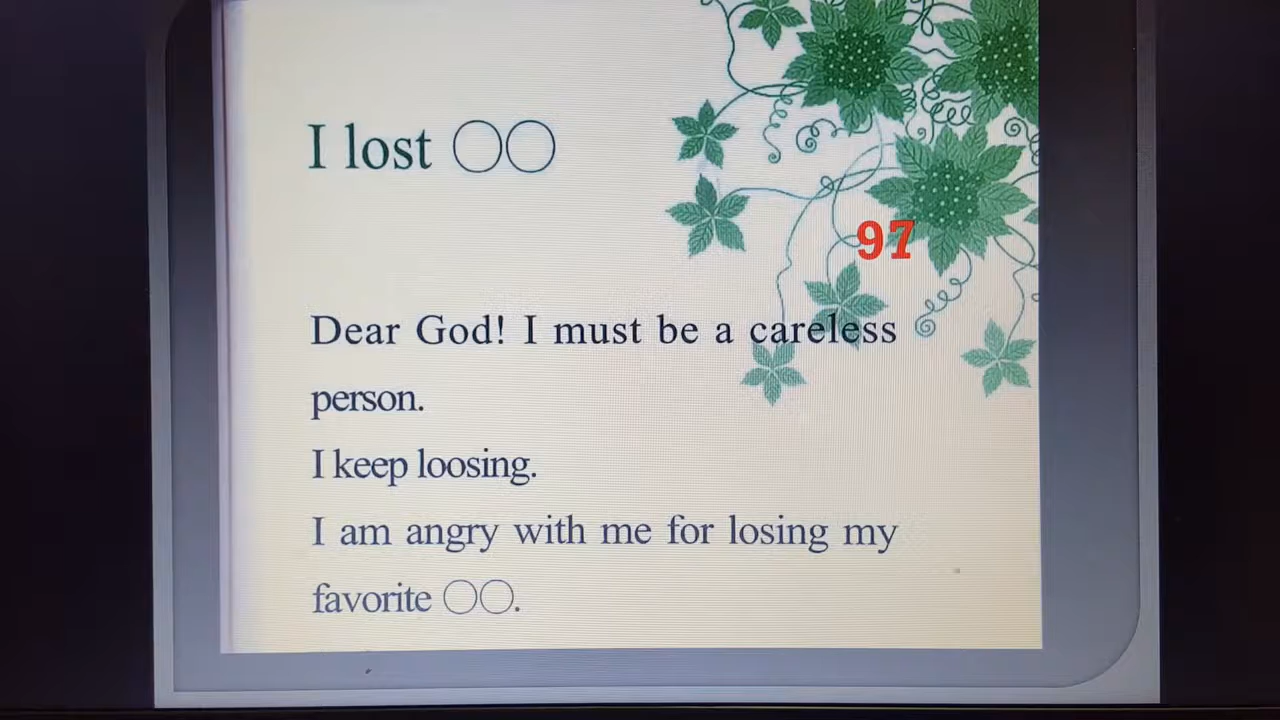 I lost ○○
97
Dear God! I must be a careless
person.
I keep loosing.
I am angry with me for losing my
favorite ○○.